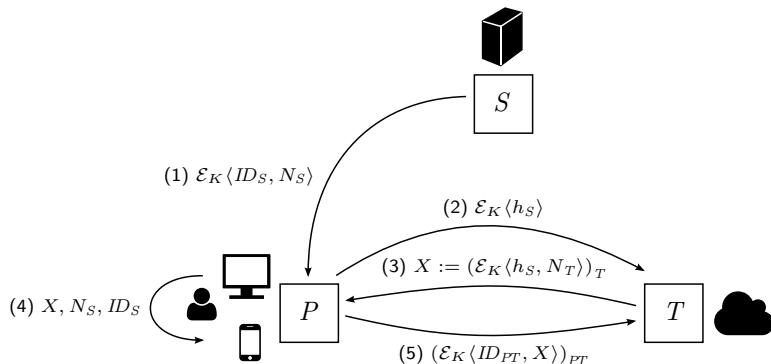 S
(1) ℰ_K⟨ID_S, N_S⟩
(2) ℰ_K⟨h_S⟩
(3) X := (ℰ_K⟨h_S, N_T⟩)_T
(4) X, N_S, ID_S
P
T
(5) (ℰ_K⟨ID_PT, X⟩)_PT